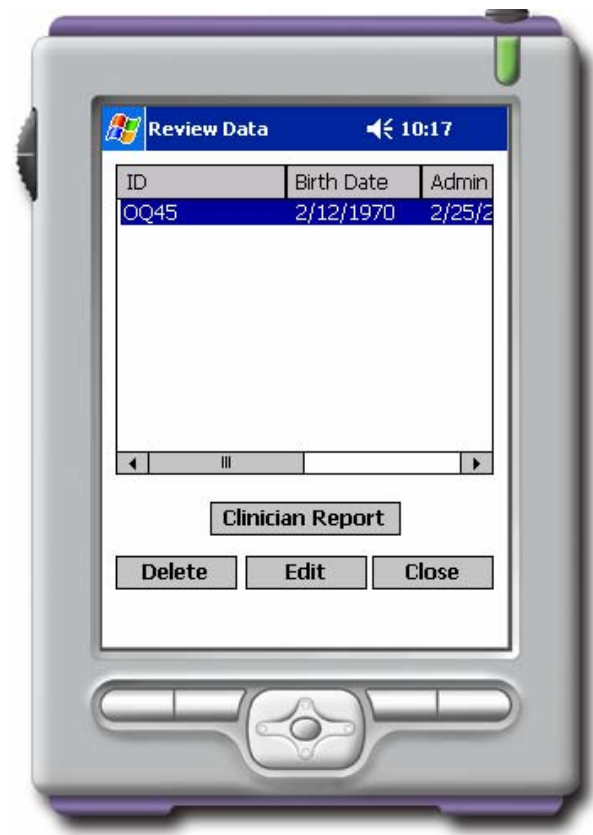 Review Data 10:17
ID Birth Date Admin
OQ45 2/12/1970 2/25/2
Clinician Report
Delete Edit Close